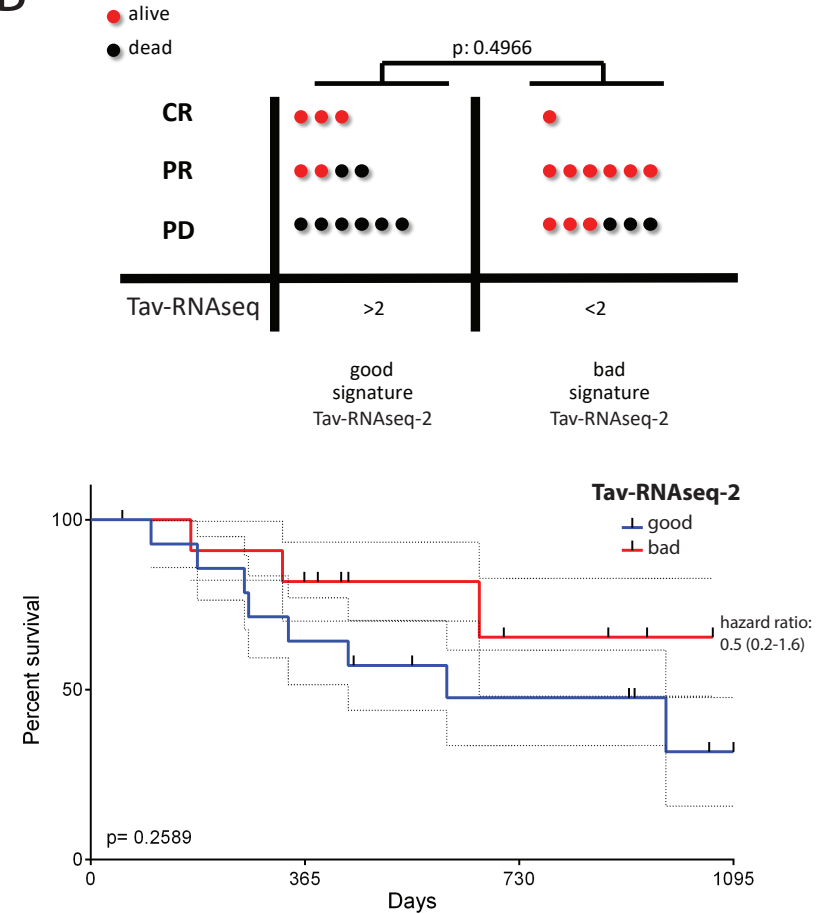 alive
dead
p: 0.4966
CR
PR
PD
Tav-RNAseq >2 <2
good signature Tav-RNAseq-2
bad signature Tav-RNAseq-2
Tav-RNAseq-2
good
bad
hazard ratio:
0.5 (0.2-1.6)
Percent survival
100
50
0
p= 0.2589
0 365 730 1095
Days